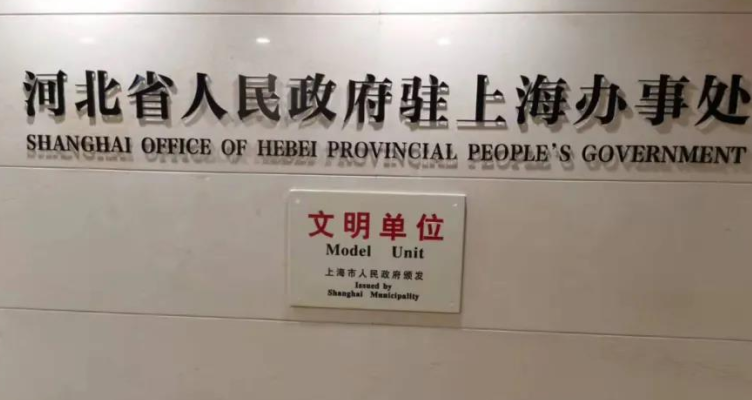 河北省人民政府驻上海办事处
SHANGHAI OFFICE OF HEBEI PROVINCIAL PEOPLE'S GOVERNMENT
文明单位
Model Unit
上海市人民政府颁发
Issued by
Shanghai Municipality